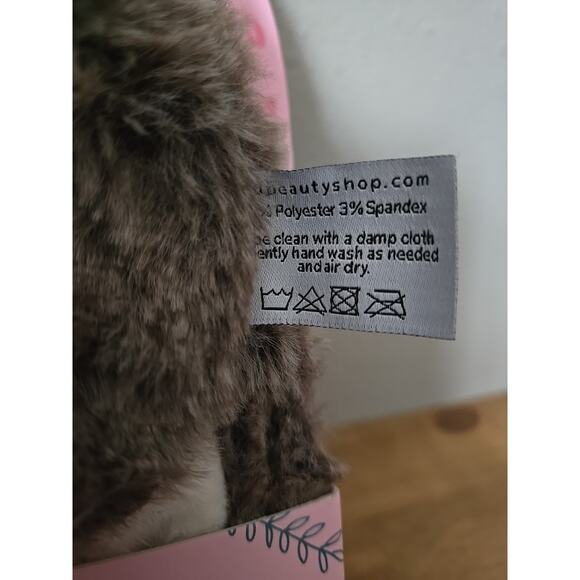 beautyshop.com
% Polyester 3% Spandex
clean with a damp cloth
hand wash as needed
and air dry.